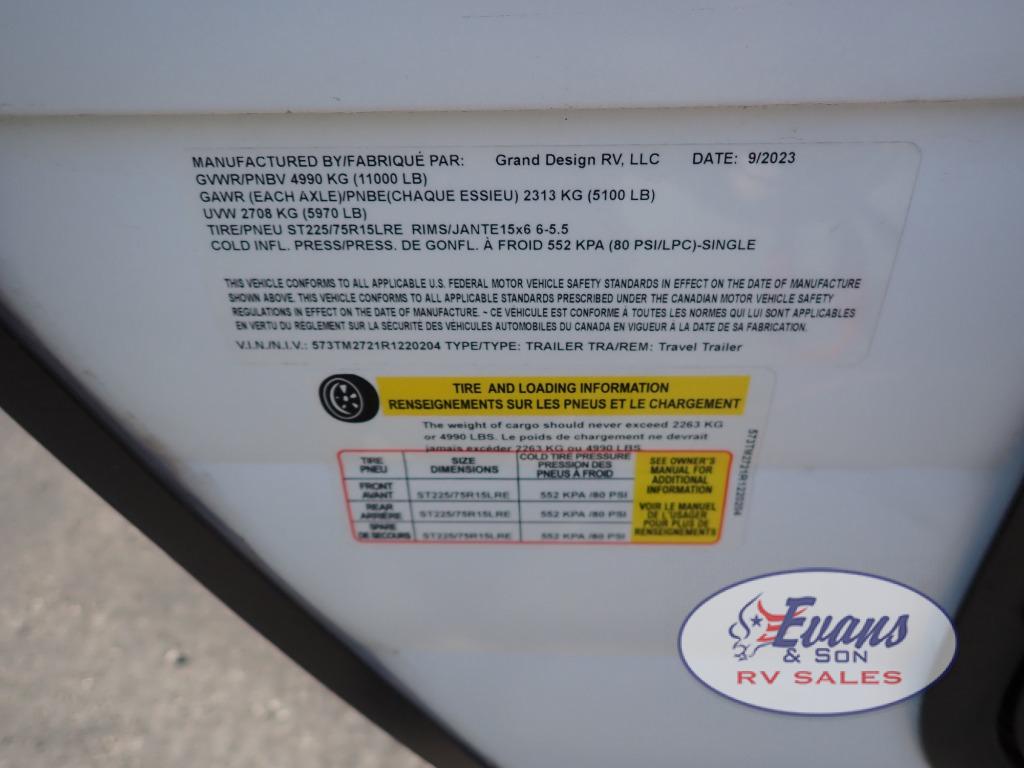 MANUFACTURED BY/FABRIQUÉ PAR: Grand Design RV, LLC DATE: 9/2023
GVWR/PNBV 4990 KG (11000 LB)
GAWR (EACH AXLE)/PNBE(CHAQUE ESSIEU) 2313 KG (5100 LB)
UVW 2708 KG (5970 LB)
TIRE/PNEU ST225/75R15LRE RIMS/JANTE15x6 6-5.5
COLD INFL. PRESS/PRESS. DE GONFL. À FROID 552 KPA (80 PSI/LPC)-SINGLE
THIS VEHICLE CONFORMS TO ALL APPLICABLE U.S. FEDERAL MOTOR VEHICLE SAFETY STANDARDS IN EFFECT ON THE DATE OF MANUFACTURE
SHOWN ABOVE. THIS VEHICLE CONFORMS TO ALL APPLICABLE STANDARDS PRESCRIBED UNDER THE CANADIAN MOTOR VEHICLE SAFETY
REGULATIONS IN EFFECT ON THE DATE OF MANUFACTURE. - CE VÉHICULE EST CONFORME À TOUTES LES NORMES QUI LUI SONT APPLICABLES
EN VERTU DU RÈGLEMENT SUR LA SÉCURITÉ DES VÉHICULES AUTOMOBILES DU CANADA EN VIGUEUR À LA DATE DE SA FABRICATION.
V.I.N./N.I.V.: 573TM2721R1220204 TYPE/TYPE: TRAILER TRA/REM: Travel Trailer
TIRE AND LOADING INFORMATION
RENSEIGNEMENTS SUR LES PNEUS ET LE CHARGEMENT
The weight of cargo should never exceed 2263 KG
or 4990 LBS. Le poids de chargement ne devrait
jamais excéder 2263 KG ou 4990 LBS.
TIRE PNEU SIZE DIMENSIONS COLD TIRE PRESSURE PRESSION DES PNEUS À FROID
FRONT AVANT ST225/75R15LRE 552 KPA /80 PSI
REAR ARRIÈRE ST225/75R15LRE 552 KPA /80 PSI
SPARE DE SECOURS ST225/75R15LRE 552 KPA /80 PSI
SEE OWNER'S
MANUAL FOR
ADDITIONAL
INFORMATION
VOIR LE MANUEL
DE L'USAGER
POUR PLUS DE
RENSEIGNEMENTS
573TM2721R1220204
Evans
& SON
RV SALES